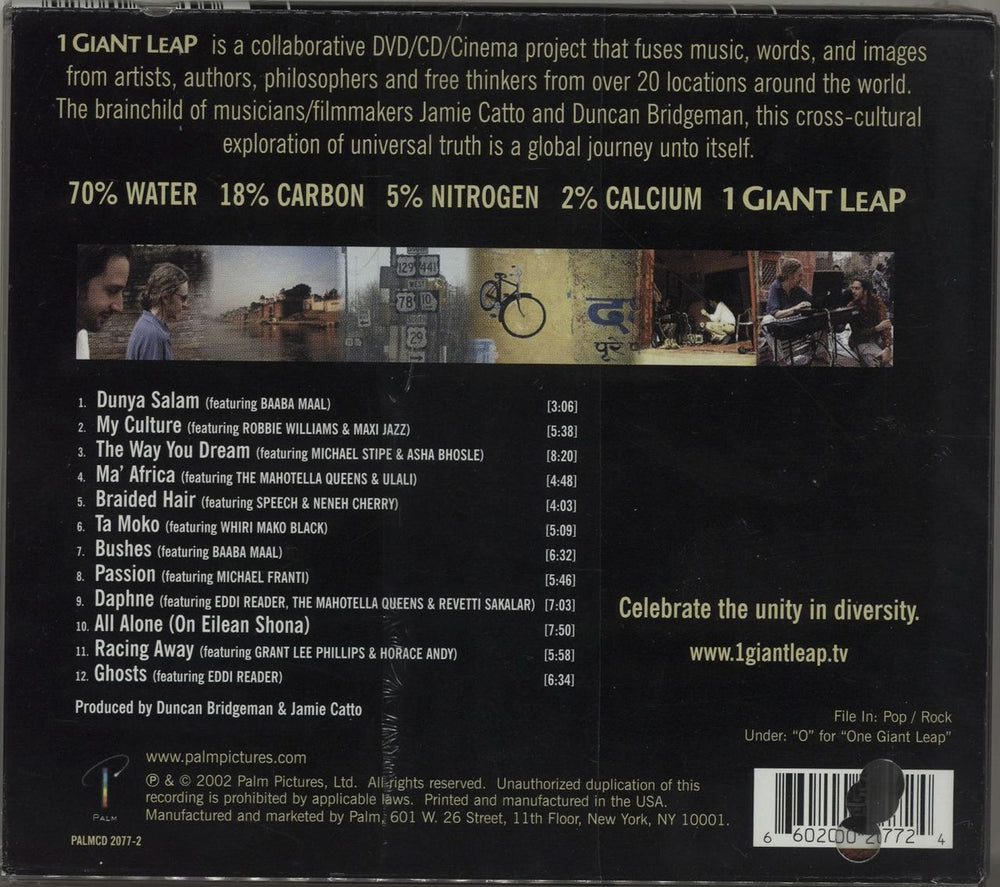 1 GIANT LEAP is a collaborative DVD/CD/Cinema project that fuses music, words, and images
from artists, authors, philosophers and free thinkers from over 20 locations around the world.
The brainchild of musicians/filmmakers Jamie Catto and Duncan Bridgeman, this cross-cultural
exploration of universal truth is a global journey unto itself.
70% WATER 18% CARBON 5% NITROGEN 2% CALCIUM 1 GIANT LEAP
129 441
WEST
78 10
29
1. Dunya Salam (featuring BAABA MAAL) [3:06]
2. My Culture (featuring ROBBIE WILLIAMS & MAXI JAZZ) [5:38]
3. The Way You Dream (featuring MICHAEL STIPE & ASHA BHOSLE) [8:20]
4. Ma' Africa (featuring THE MAHOTELLA QUEENS & ULALI) [4:48]
5. Braided Hair (featuring SPEECH & NENEH CHERRY) [4:03]
6. Ta Moko (featuring WHIRI MAKO BLACK) [5:09]
7. Bushes (featuring BAABA MAAL) [6:32]
8. Passion (featuring MICHAEL FRANTI) [5:46]
9. Daphne (featuring EDDI READER, THE MAHOTELLA QUEENS & REVETTI SAKALAR) [7:03]
10. All Alone (On Eilean Shona) [7:50]
11. Racing Away (featuring GRANT LEE PHILLIPS & HORACE ANDY) [5:58]
12. Ghosts (featuring EDDI READER) [6:34]
Produced by Duncan Bridgeman & Jamie Catto
Celebrate the unity in diversity.
www.1giantleap.tv
File In: Pop / Rock
Under: "O" for "One Giant Leap"
www.palmpictures.com
℗ & © 2002 Palm Pictures, Ltd. All rights reserved. Unauthorized duplication of this
recording is prohibited by applicable laws. Printed and manufactured in the USA.
Manufactured and marketed by Palm, 601 W. 26 Street, 11th Floor, New York, NY 10001.
PALM
PALMCD 2077-2
6 60200 20772 4